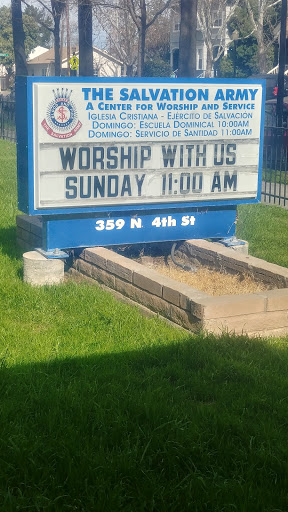 THE SALVATION ARMY
A CENTER FOR WORSHIP AND SERVICE
IGLESIA CRISTIANA - EJÉRCITO DE SALVACION
DOMINGO: ESCUELA DOMINICAL 10:00AM
DOMINGO: SERVICIO DE SANTIDAD 11:00AM
WORSHIP WITH US
SUNDAY 11:00 AM
359 N. 4th St